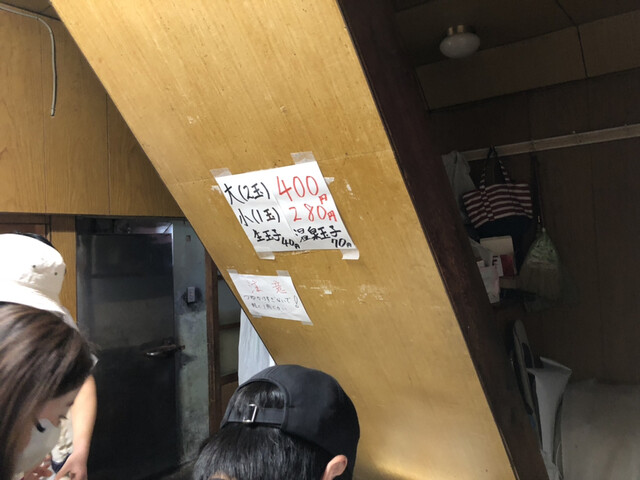 大(2玉) 400円
小(1玉) 280円
生玉子 40円 温泉玉子 70円
注意